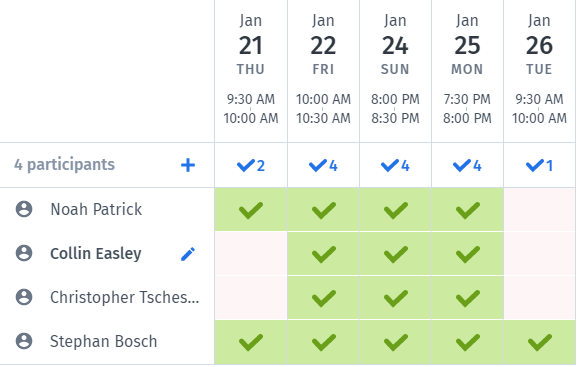 Jan Jan Jan Jan Jan
21 22 24 25 26
THU FRI SUN MON TUE
9:30 AM 10:00 AM 8:00 PM 7:30 PM 9:30 AM
10:00 AM 10:30 AM 8:30 PM 8:00 PM 10:00 AM
4 participants + 2 4 4 4 1
Noah Patrick
Collin Easley
Christopher Tsches...
Stephan Bosch